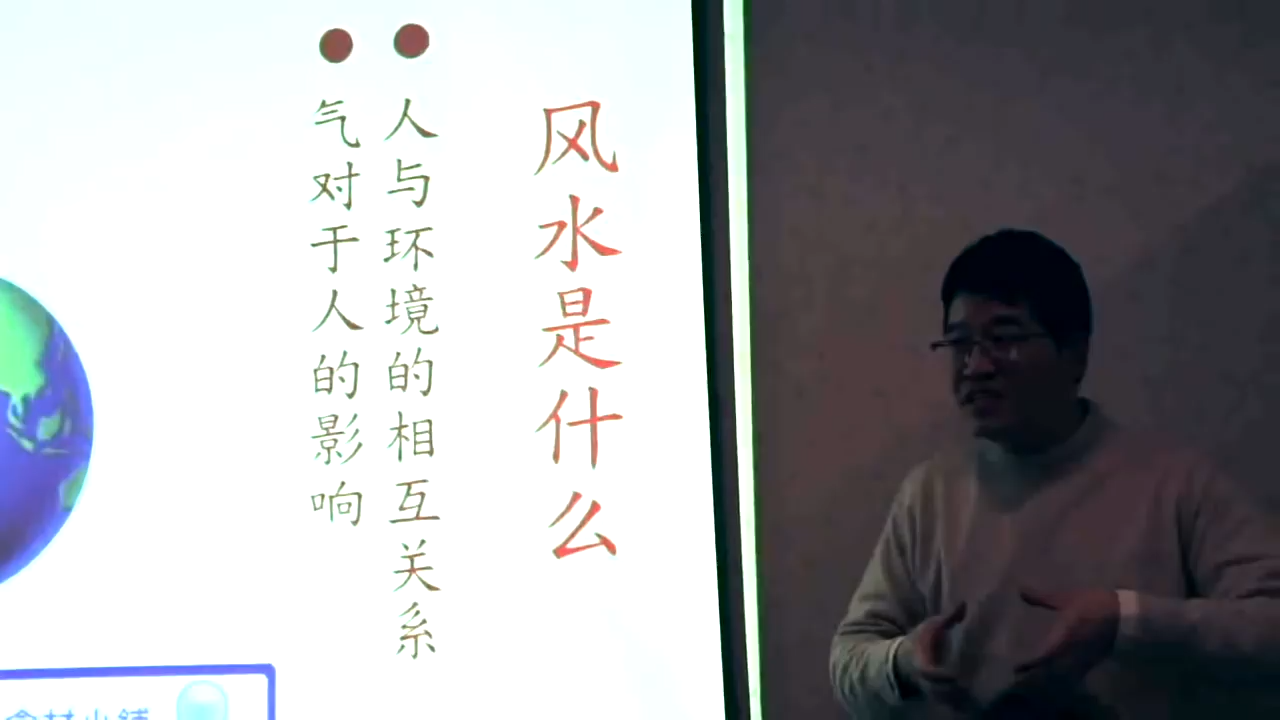 风水是什么
人与环境的相互关系
气对于人的影响